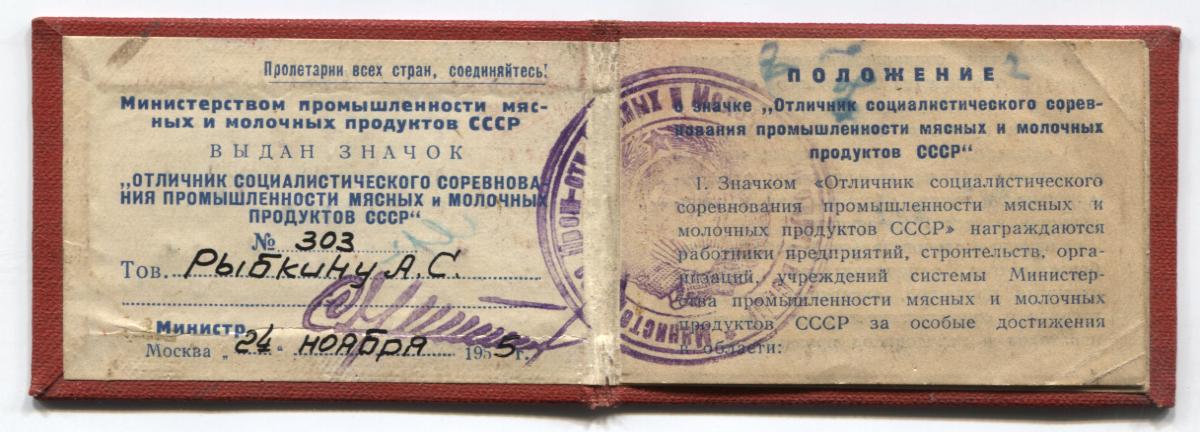 Пролетарии всех стран, соединяйтесь!
Министерством промышленности мяс-
ных и молочных продуктов СССР
ВЫДАН ЗНАЧОК
„ОТЛИЧНИК СОЦИАЛИСТИЧЕСКОГО СОРЕВНОВА-
НИЯ ПРОМЫШЛЕННОСТИ МЯСНЫХ и МОЛОЧНЫХ
ПРОДУКТОВ СССР“
№ 303
Тов. Рыбкину А.С.
Министр
Москва „24“ ноября 1955 г.
ПОЛОЖЕНИЕ
о значке „Отличник социалистического сорев-
нования промышленности мясных и молочных
продуктов СССР“
1. Значком «Отличник социалистического
соревнования промышленности мясных и
молочных продуктов СССР» награждаются
работники предприятий, строительств, орга-
низаций, учреждений системы Министер-
ства промышленности мясных и молочных
продуктов СССР за особые достижения
в области: